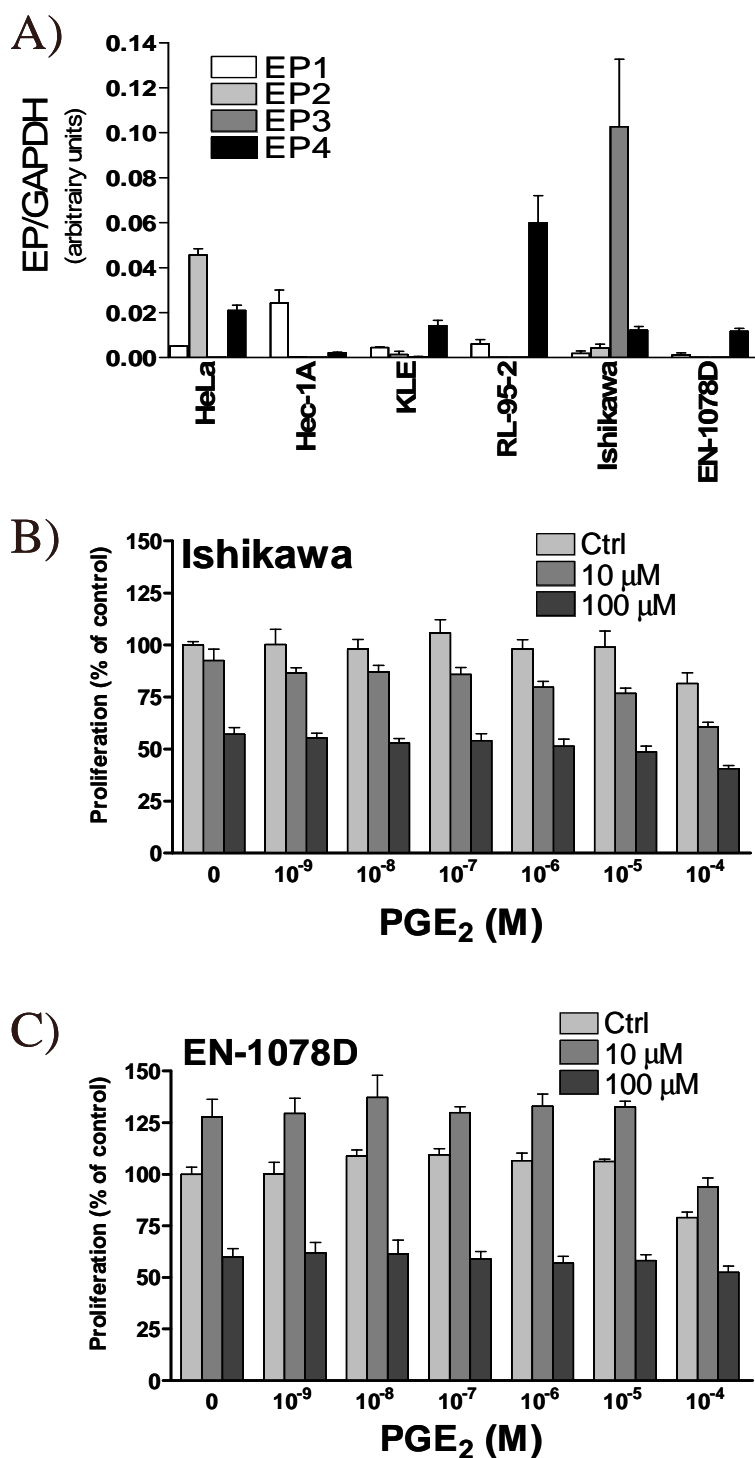 A)
EP/GAPDH
(arbitrairy units)
0.14
0.12
0.10
0.08
0.06
0.04
0.02
0.00
EP1
EP2
EP3
EP4
HeLa
Hec-1A
KLE
RL-95-2
Ishikawa
EN-1078D
B)
Ishikawa
Proliferation (% of control)
150
125
100
75
50
25
0
Ctrl
10 µM
100 µM
0 10⁻⁹ 10⁻⁸ 10⁻⁷ 10⁻⁶ 10⁻⁵ 10⁻⁴
PGE₂ (M)
C)
EN-1078D
Proliferation (% of control)
150
125
100
75
50
25
0
Ctrl
10 µM
100 µM
0 10⁻⁹ 10⁻⁸ 10⁻⁷ 10⁻⁶ 10⁻⁵ 10⁻⁴
PGE₂ (M)